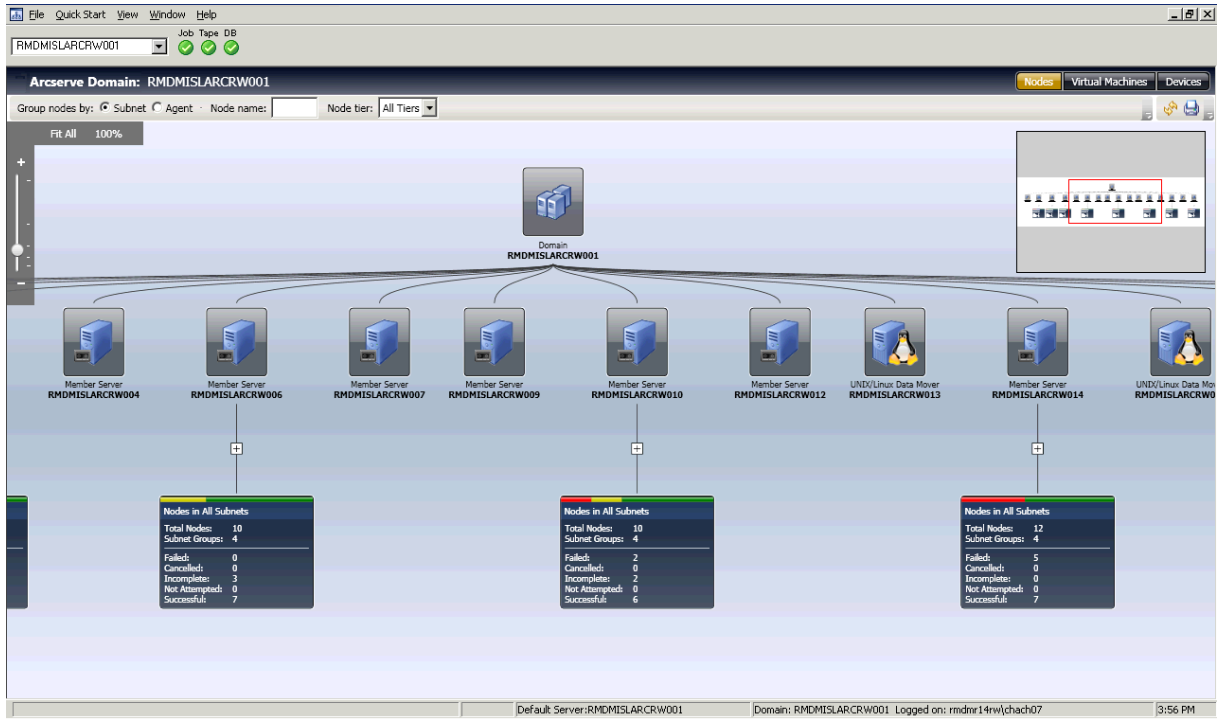 File Quick Start View Window Help
Job Tape DB
RMDMISLARCRW001
Arcserve Domain: RMDMISLARCRW001
Nodes Virtual Machines Devices
Group nodes by: Subnet Agent · Node name: Node tier: All Tiers
Fit All 100%
Domain
RMDMISLARCRW001
Member Server
RMDMISLARCRW004
Member Server
RMDMISLARCRW006
Member Server
RMDMISLARCRW007
Member Server
RMDMISLARCRW009
Member Server
RMDMISLARCRW010
Member Server
RMDMISLARCRW012
UNIX/Linux Data Mover
RMDMISLARCRW013
Member Server
RMDMISLARCRW014
UNIX/Linux Data Mov
RMDMISLARCRW0
Nodes in All Subnets
Total Nodes: 10
Subnet Groups: 4
Failed: 0
Cancelled: 0
Incomplete: 3
Not Attempted: 0
Successful: 7
Nodes in All Subnets
Total Nodes: 10
Subnet Groups: 4
Failed: 2
Cancelled: 0
Incomplete: 2
Not Attempted: 0
Successful: 6
Nodes in All Subnets
Total Nodes: 12
Subnet Groups: 4
Failed: 5
Cancelled: 0
Incomplete: 0
Not Attempted: 0
Successful: 7
Default Server:RMDMISLARCRW001
Domain: RMDMISLARCRW001 Logged on: rmdmr14rw\chach07
3:56 PM